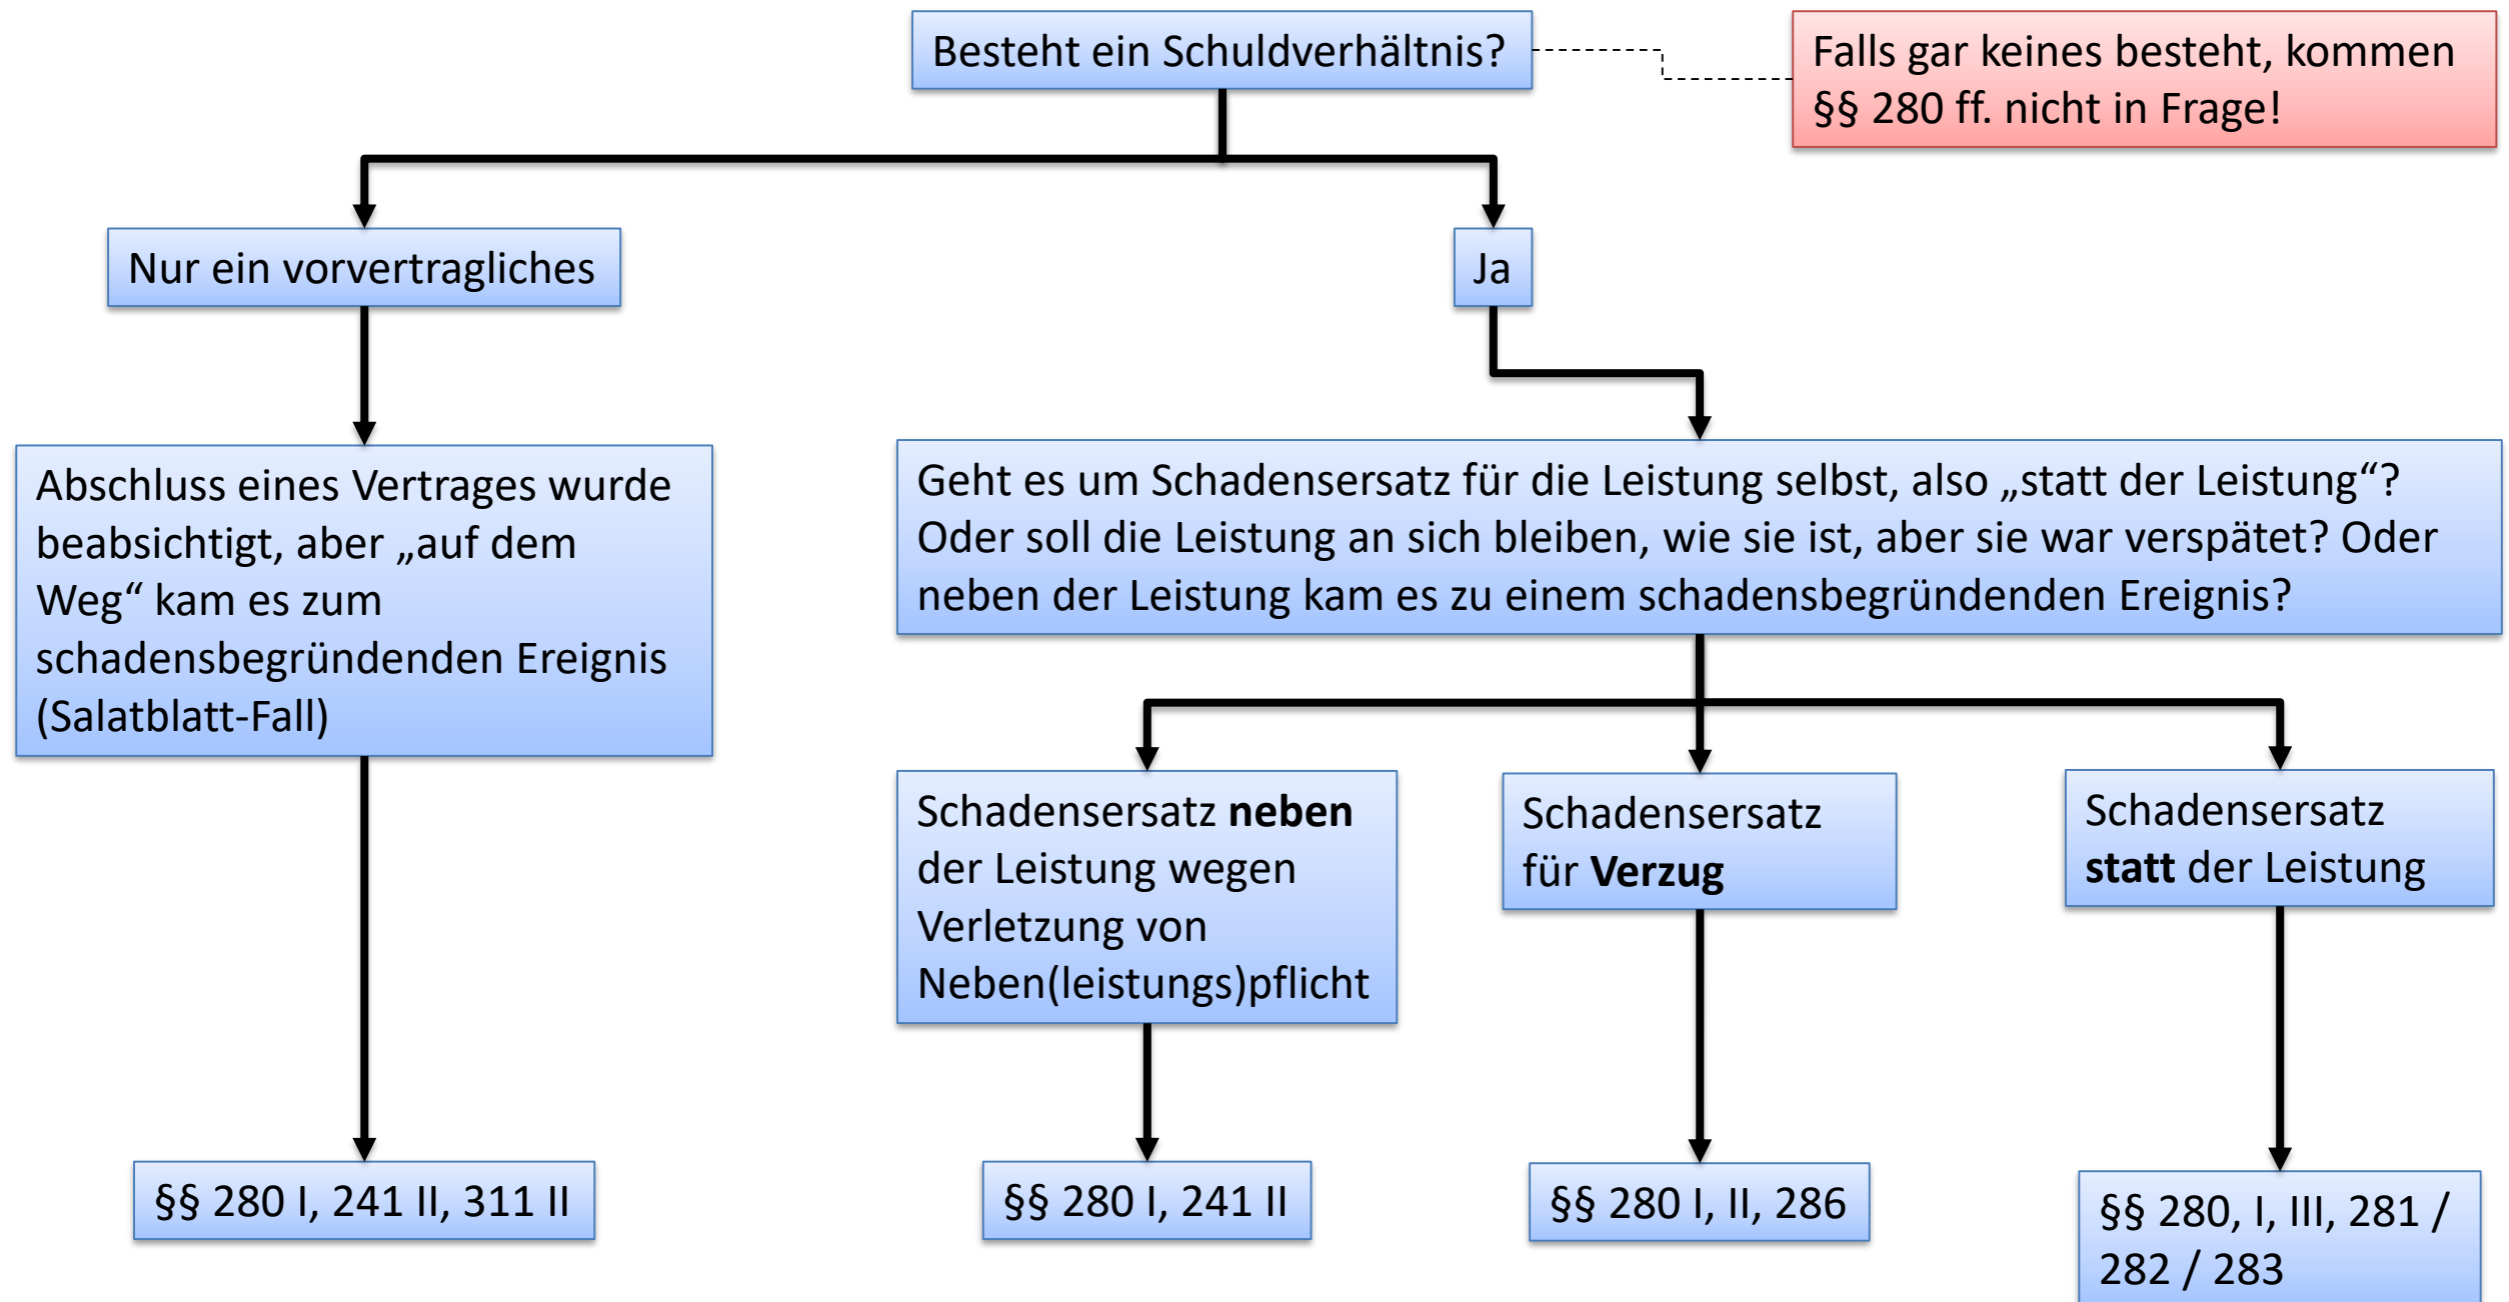 Besteht ein Schuldverhältnis?
Falls gar keines besteht, kommen
§§ 280 ff. nicht in Frage!
Nur ein vorvertragliches
Ja
Abschluss eines Vertrages wurde
beabsichtigt, aber „auf dem
Weg“ kam es zum
schadensbegründenden Ereignis
(Salatblatt-Fall)
Geht es um Schadensersatz für die Leistung selbst, also „statt der Leistung“?
Oder soll die Leistung an sich bleiben, wie sie ist, aber sie war verspätet? Oder
neben der Leistung kam es zu einem schadensbegründenden Ereignis?
Schadensersatz neben
der Leistung wegen
Verletzung von
Neben(leistungs)pflicht
Schadensersatz
für Verzug
Schadensersatz
statt der Leistung
§§ 280 I, 241 II, 311 II
§§ 280 I, 241 II
§§ 280 I, II, 286
§§ 280, I, III, 281 /
282 / 283